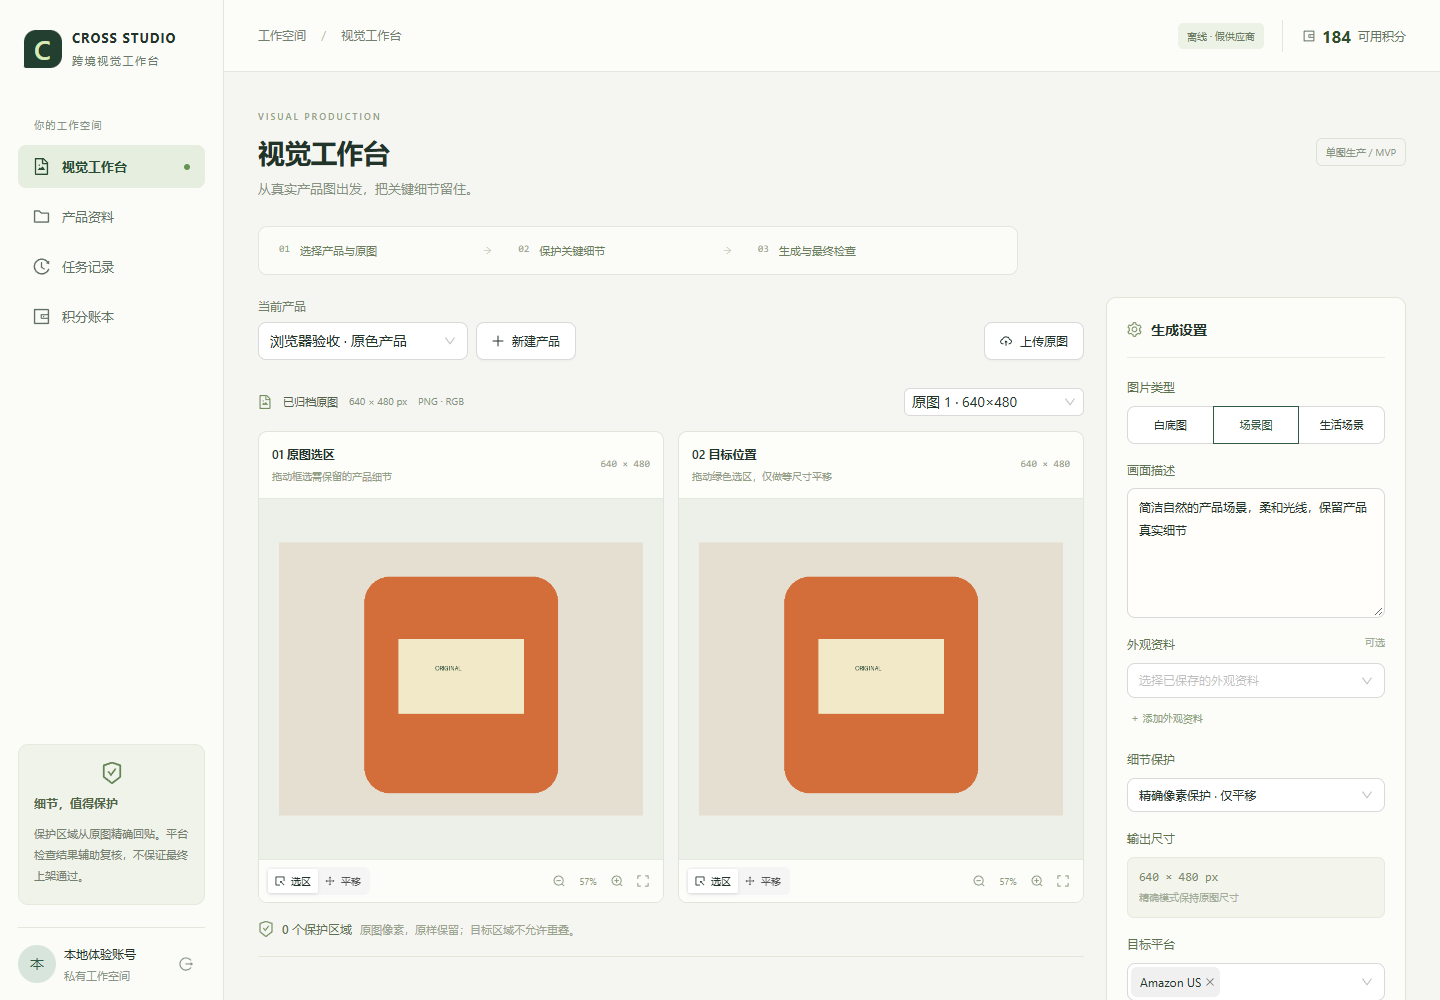 C
CROSS STUDIO
跨境视觉工作台
你的工作空间
视觉工作台
产品资料
任务记录
积分账本
细节，值得保护
保护区域从原图精确回贴。平台
检查结果辅助复核，不保证最终
上架通过。
本
本地体验账号
私有工作空间
工作空间 / 视觉工作台
离线 · 假供应商
184 可用积分
VISUAL PRODUCTION
视觉工作台
从真实产品图出发，把关键细节留住。
单图生产 / MVP
01 选择产品与原图 → 02 保护关键细节 → 03 生成与最终检查
当前产品
浏览器验收 · 原色产品
+ 新建产品
上传原图
已归档原图 640 × 480 px PNG · RGB
原图 1 · 640×480
01 原图选区
拖动框选需保留的产品细节
640 × 480
ORIGINAL
选区 平移 57%
02 目标位置
拖动绿色选区，仅做等尺寸平移
640 × 480
ORIGINAL
选区 平移 57%
0 个保护区域 原图像素，原样保留；目标区域不允许重叠。
生成设置
图片类型
白底图 场景图 生活场景
画面描述
简洁自然的产品场景，柔和光线，保留产品
真实细节
外观资料 可选
选择已保存的外观资料
+ 添加外观资料
细节保护
精确像素保护 · 仅平移
输出尺寸
640 × 480 px
精确模式保持原图尺寸
目标平台
Amazon US ×